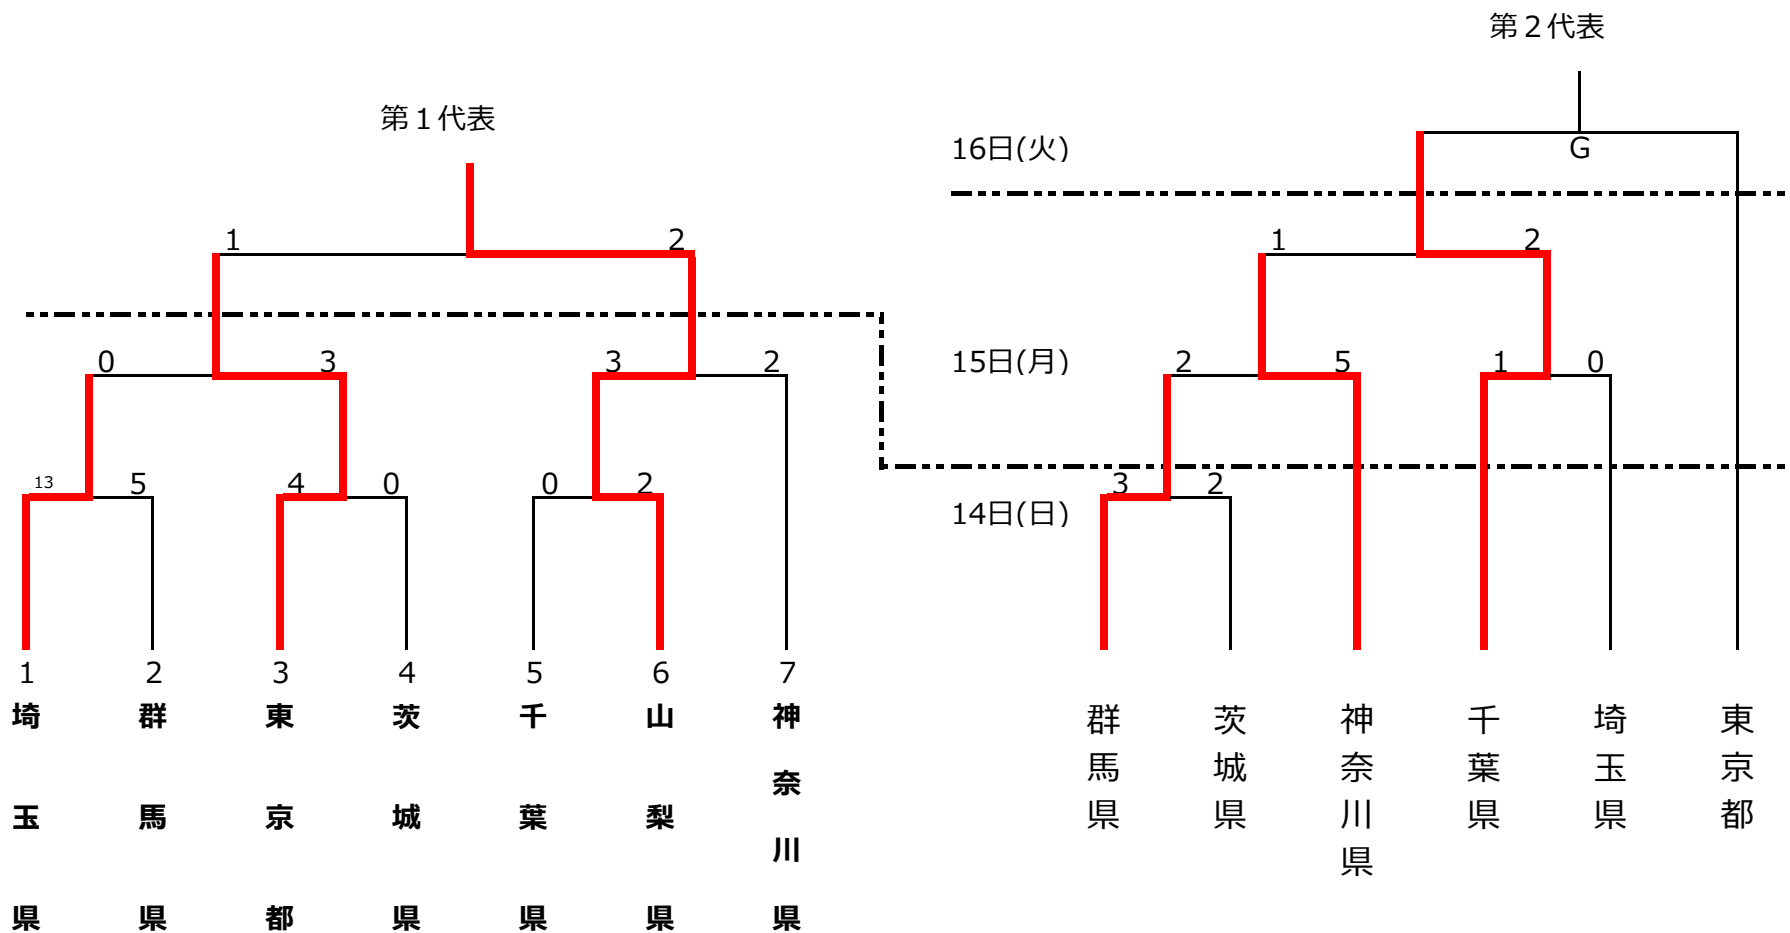 第２代表
第１代表
16日(火)
G
1 2
1 2
0 3 3 2
15日(月)
2 5 1 0
13 5 4 0 0 2
3 2
14日(日)
1 2 3 4 5 6 7
埼玉県
群馬県
東京都
茨城県
千葉県
山梨県
神奈川県
群馬県
茨城県
神奈川県
千葉県
埼玉県
東京都